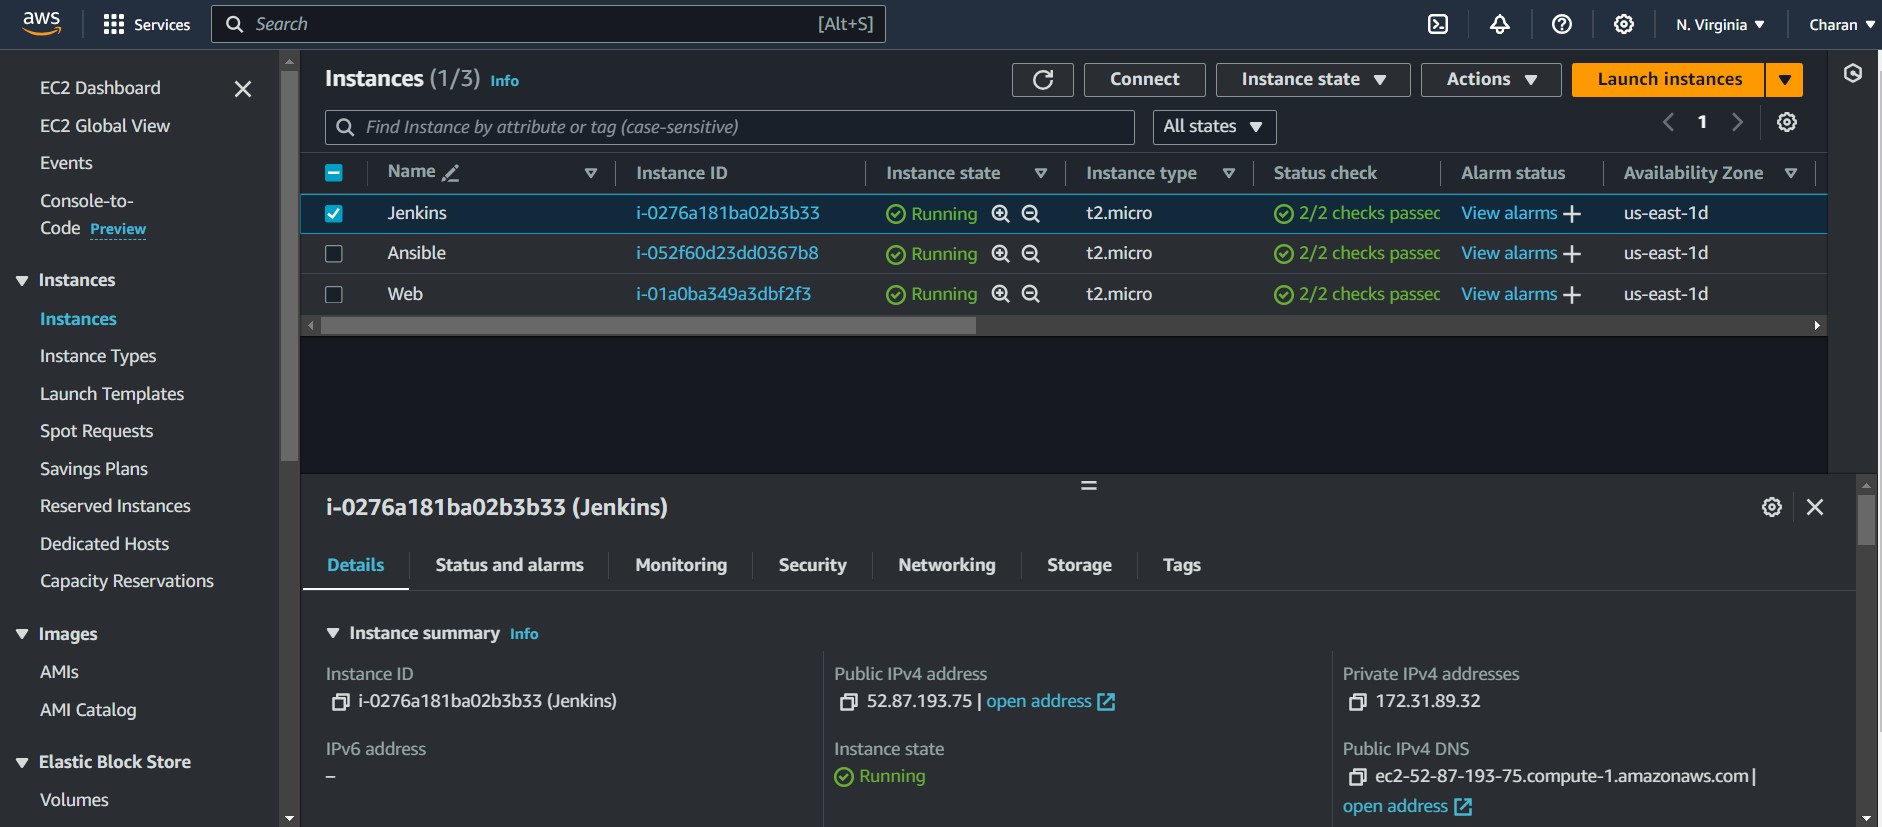 aws Services Search [Alt+S] N. Virginia Charan
EC2 Dashboard
EC2 Global View
Events
Console-to-
Code Preview
Instances
Instances
Instance Types
Launch Templates
Spot Requests
Savings Plans
Reserved Instances
Dedicated Hosts
Capacity Reservations
Images
AMIs
AMI Catalog
Elastic Block Store
Volumes
Instances (1/3) Info Connect Instance state Actions Launch instances
Find Instance by attribute or tag (case-sensitive) All states 1
Name Instance ID Instance state Instance type Status check Alarm status Availability Zone
Jenkins i-0276a181ba02b3b33 Running t2.micro 2/2 checks passec View alarms + us-east-1d
Ansible i-052f60d23dd0367b8 Running t2.micro 2/2 checks passec View alarms + us-east-1d
Web i-01a0ba349a3dbf2f3 Running t2.micro 2/2 checks passec View alarms + us-east-1d
i-0276a181ba02b3b33 (Jenkins)
Details Status and alarms Monitoring Security Networking Storage Tags
Instance summary Info
Instance ID
i-0276a181ba02b3b33 (Jenkins)
IPv6 address
–
Public IPv4 address
52.87.193.75 | open address
Instance state
Running
Private IPv4 addresses
172.31.89.32
Public IPv4 DNS
ec2-52-87-193-75.compute-1.amazonaws.com |
open address